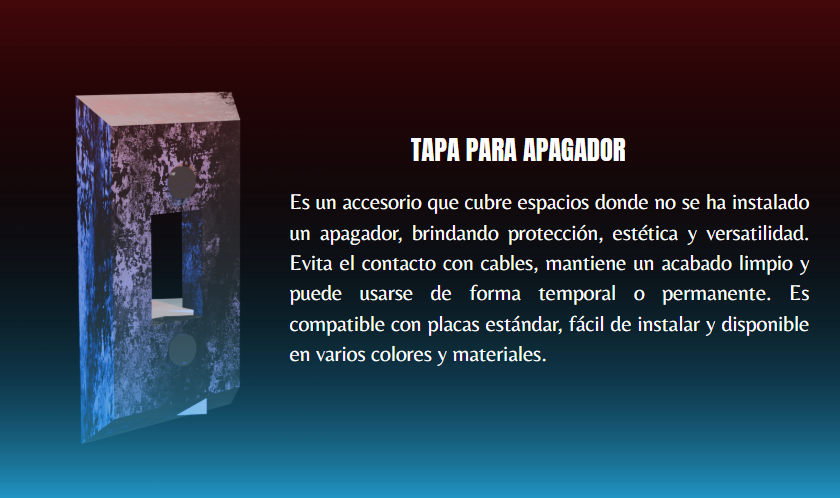 TAPA PARA APAGADOR
Es un accesorio que cubre espacios donde no se ha instalado
un apagador, brindando protección, estética y versatilidad.
Evita el contacto con cables, mantiene un acabado limpio y
puede usarse de forma temporal o permanente. Es
compatible con placas estándar, fácil de instalar y disponible
en varios colores y materiales.